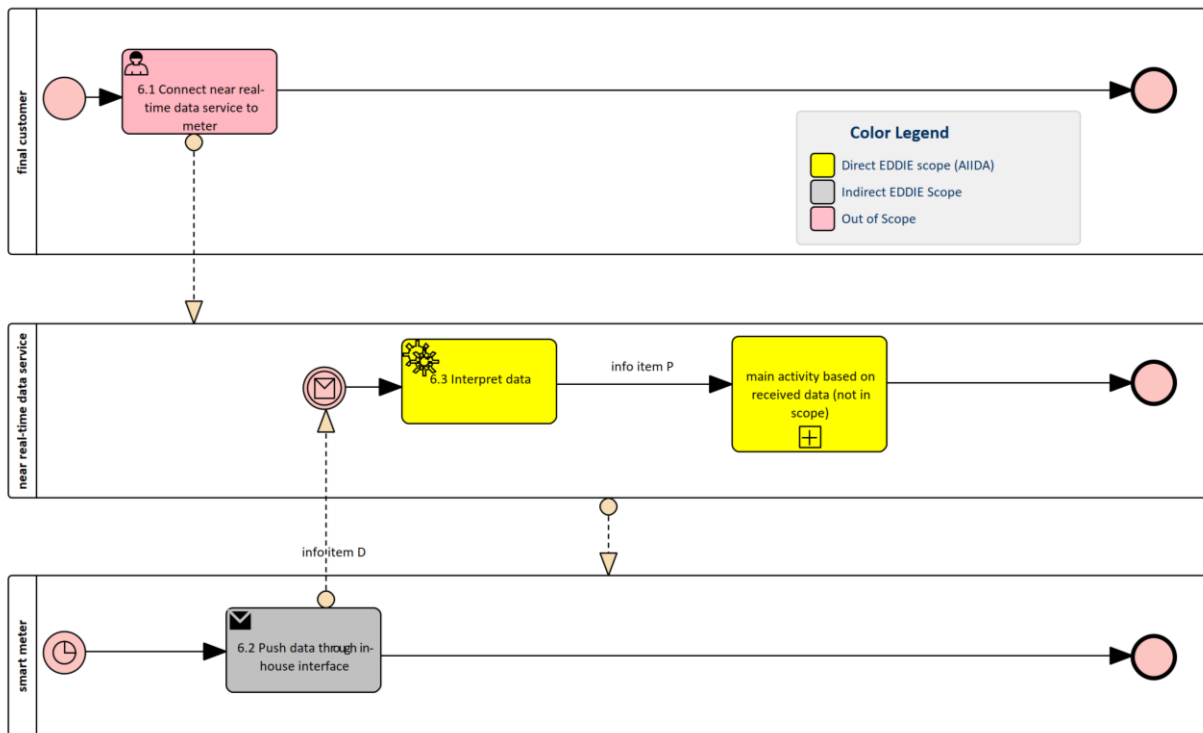 final customer
6.1 Connect near real-
time data service to
meter
Color Legend
Direct EDDIE scope (AIIDA)
Indirect EDDIE Scope
Out of Scope
near real-time data service
6.3 Interpret data
info item P
main activity based on
received data (not in
scope)
info item D
smart meter
6.2 Push data through in-
house interface